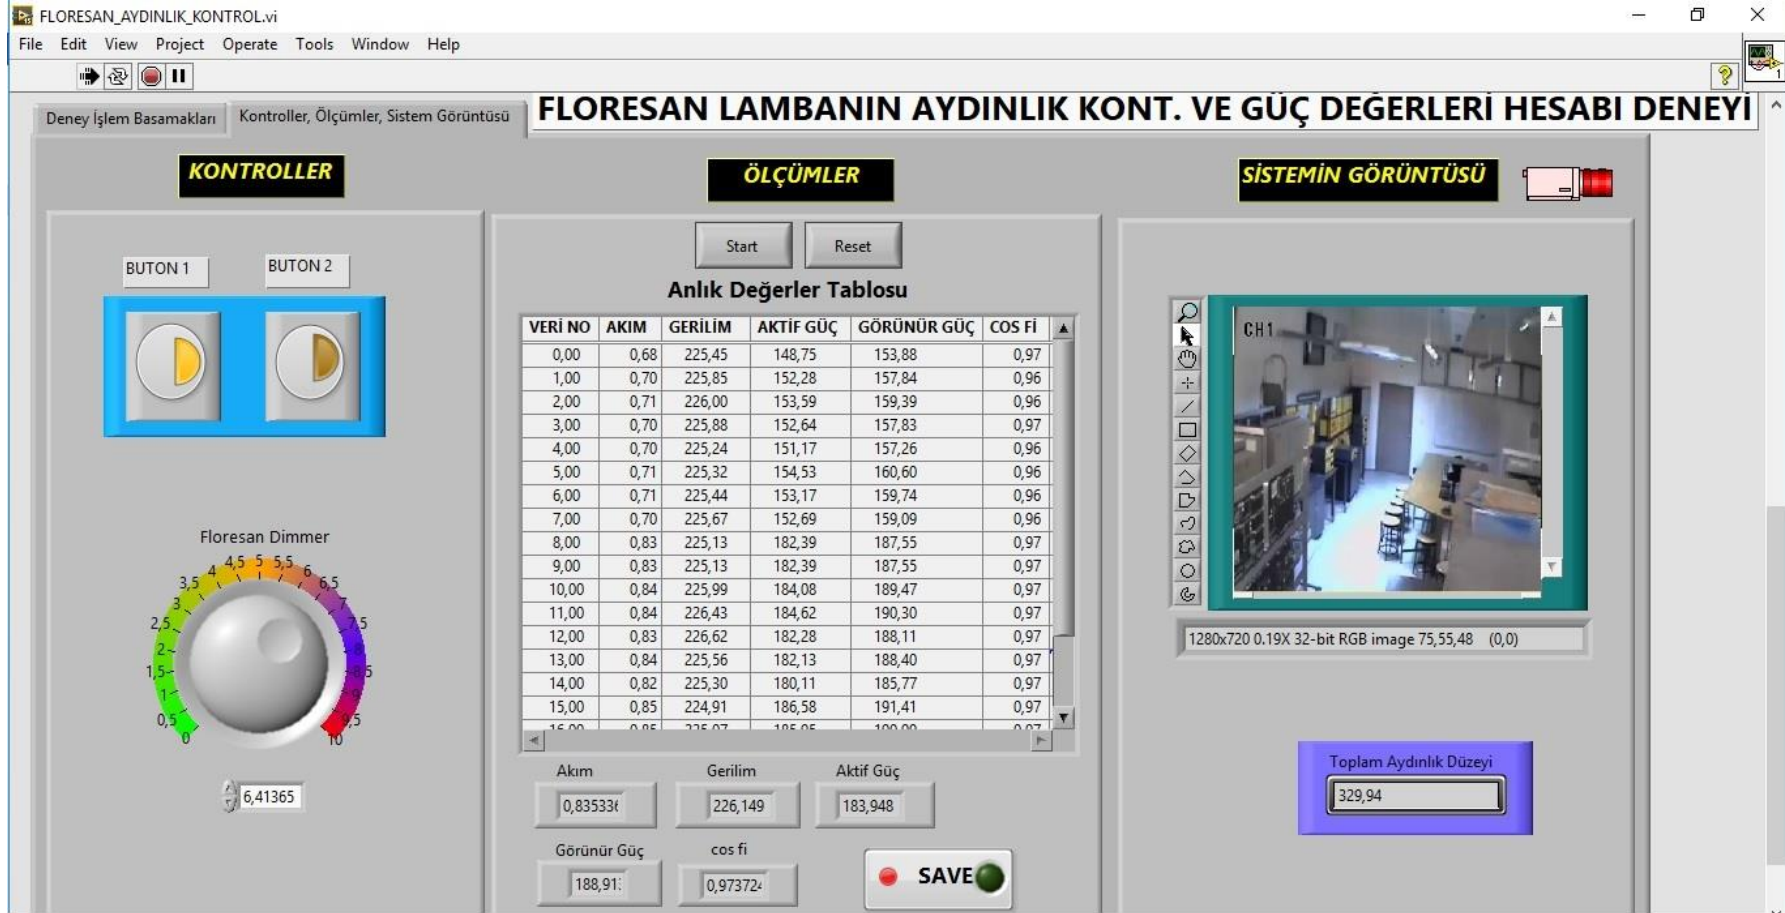 FLORESAN_AYDINLIK_KONTROL.vi
File Edit View Project Operate Tools Window Help
1
Deney İşlem Basamakları
Kontroller, Ölçümler, Sistem Görüntüsü
FLORESAN LAMBANIN AYDINLIK KONT. VE GÜÇ DEĞERLERİ HESABI DENEYİ
KONTROLLER
BUTON 1
BUTON 2
Floresan Dimmer
0
0,5
1
1,5
2
2,5
3
3,5
4
4,5
5
5,5
6
6,5
7
7,5
8
8,5
9
9,5
10
6,41365
ÖLÇÜMLER
Start
Reset
Anlık Değerler Tablosu
VERİ NO AKIM GERİLİM AKTİF GÜÇ GÖRÜNÜR GÜÇ COS Fİ
0,00 0,68 225,45 148,75 153,88 0,97
1,00 0,70 225,85 152,28 157,84 0,96
2,00 0,71 226,00 153,59 159,39 0,96
3,00 0,70 225,88 152,64 157,83 0,97
4,00 0,70 225,24 151,17 157,26 0,96
5,00 0,71 225,32 154,53 160,60 0,96
6,00 0,71 225,44 153,17 159,74 0,96
7,00 0,70 225,67 152,69 159,09 0,96
8,00 0,83 225,13 182,39 187,55 0,97
9,00 0,83 225,13 182,39 187,55 0,97
10,00 0,84 225,99 184,08 189,47 0,97
11,00 0,84 226,43 184,62 190,30 0,97
12,00 0,83 226,62 182,28 188,11 0,97
13,00 0,84 225,56 182,13 188,40 0,97
14,00 0,82 225,30 180,11 185,77 0,97
15,00 0,85 224,91 186,58 191,41 0,97
Akım
Gerilim
Aktif Güç
226,149
183,948
Görünür Güç
cos fi
SAVE
SİSTEMİN GÖRÜNTÜSÜ
CH1
1280x720 0.19X 32-bit RGB image 75,55,48 (0,0)
Toplam Aydınlık Düzeyi
329,94